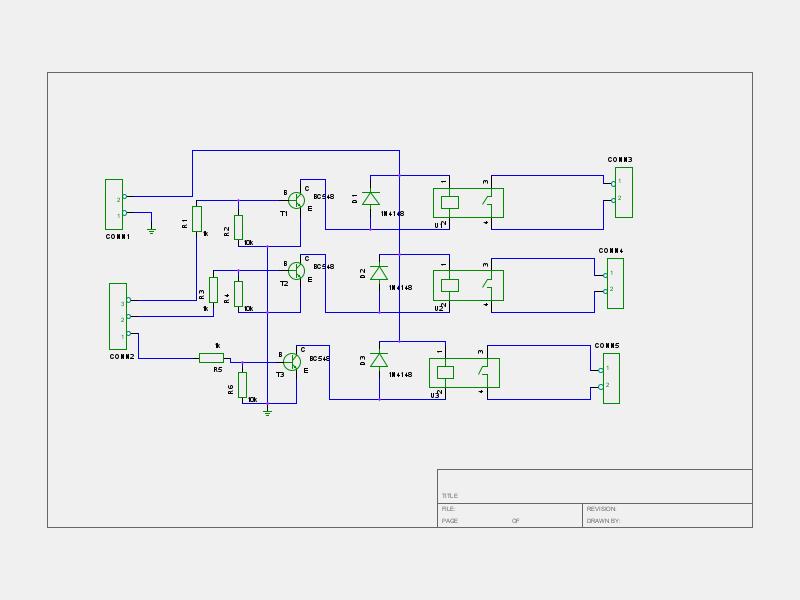 CONN3
1
2
CONN1
2
1
R1
1k
R2
10k
B
C
E
T1
BC548
D1
1N4148
1
3
U1
2
4
CONN4
1
2
R3
1k
R4
10k
B
C
E
T2
BC548
D2
1N4148
1
3
U2
2
4
CONN2
3
2
1
CONN5
1
2
1k
R5
R6
10k
B
C
E
T3
BC548
D3
1N4148
1
3
U3
2
4
TITLE
FILE: REVISION:
PAGE OF DRAWN BY: